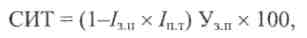 СИТ = (1–Iз.ц × Iп.т) Уз.п × 100,